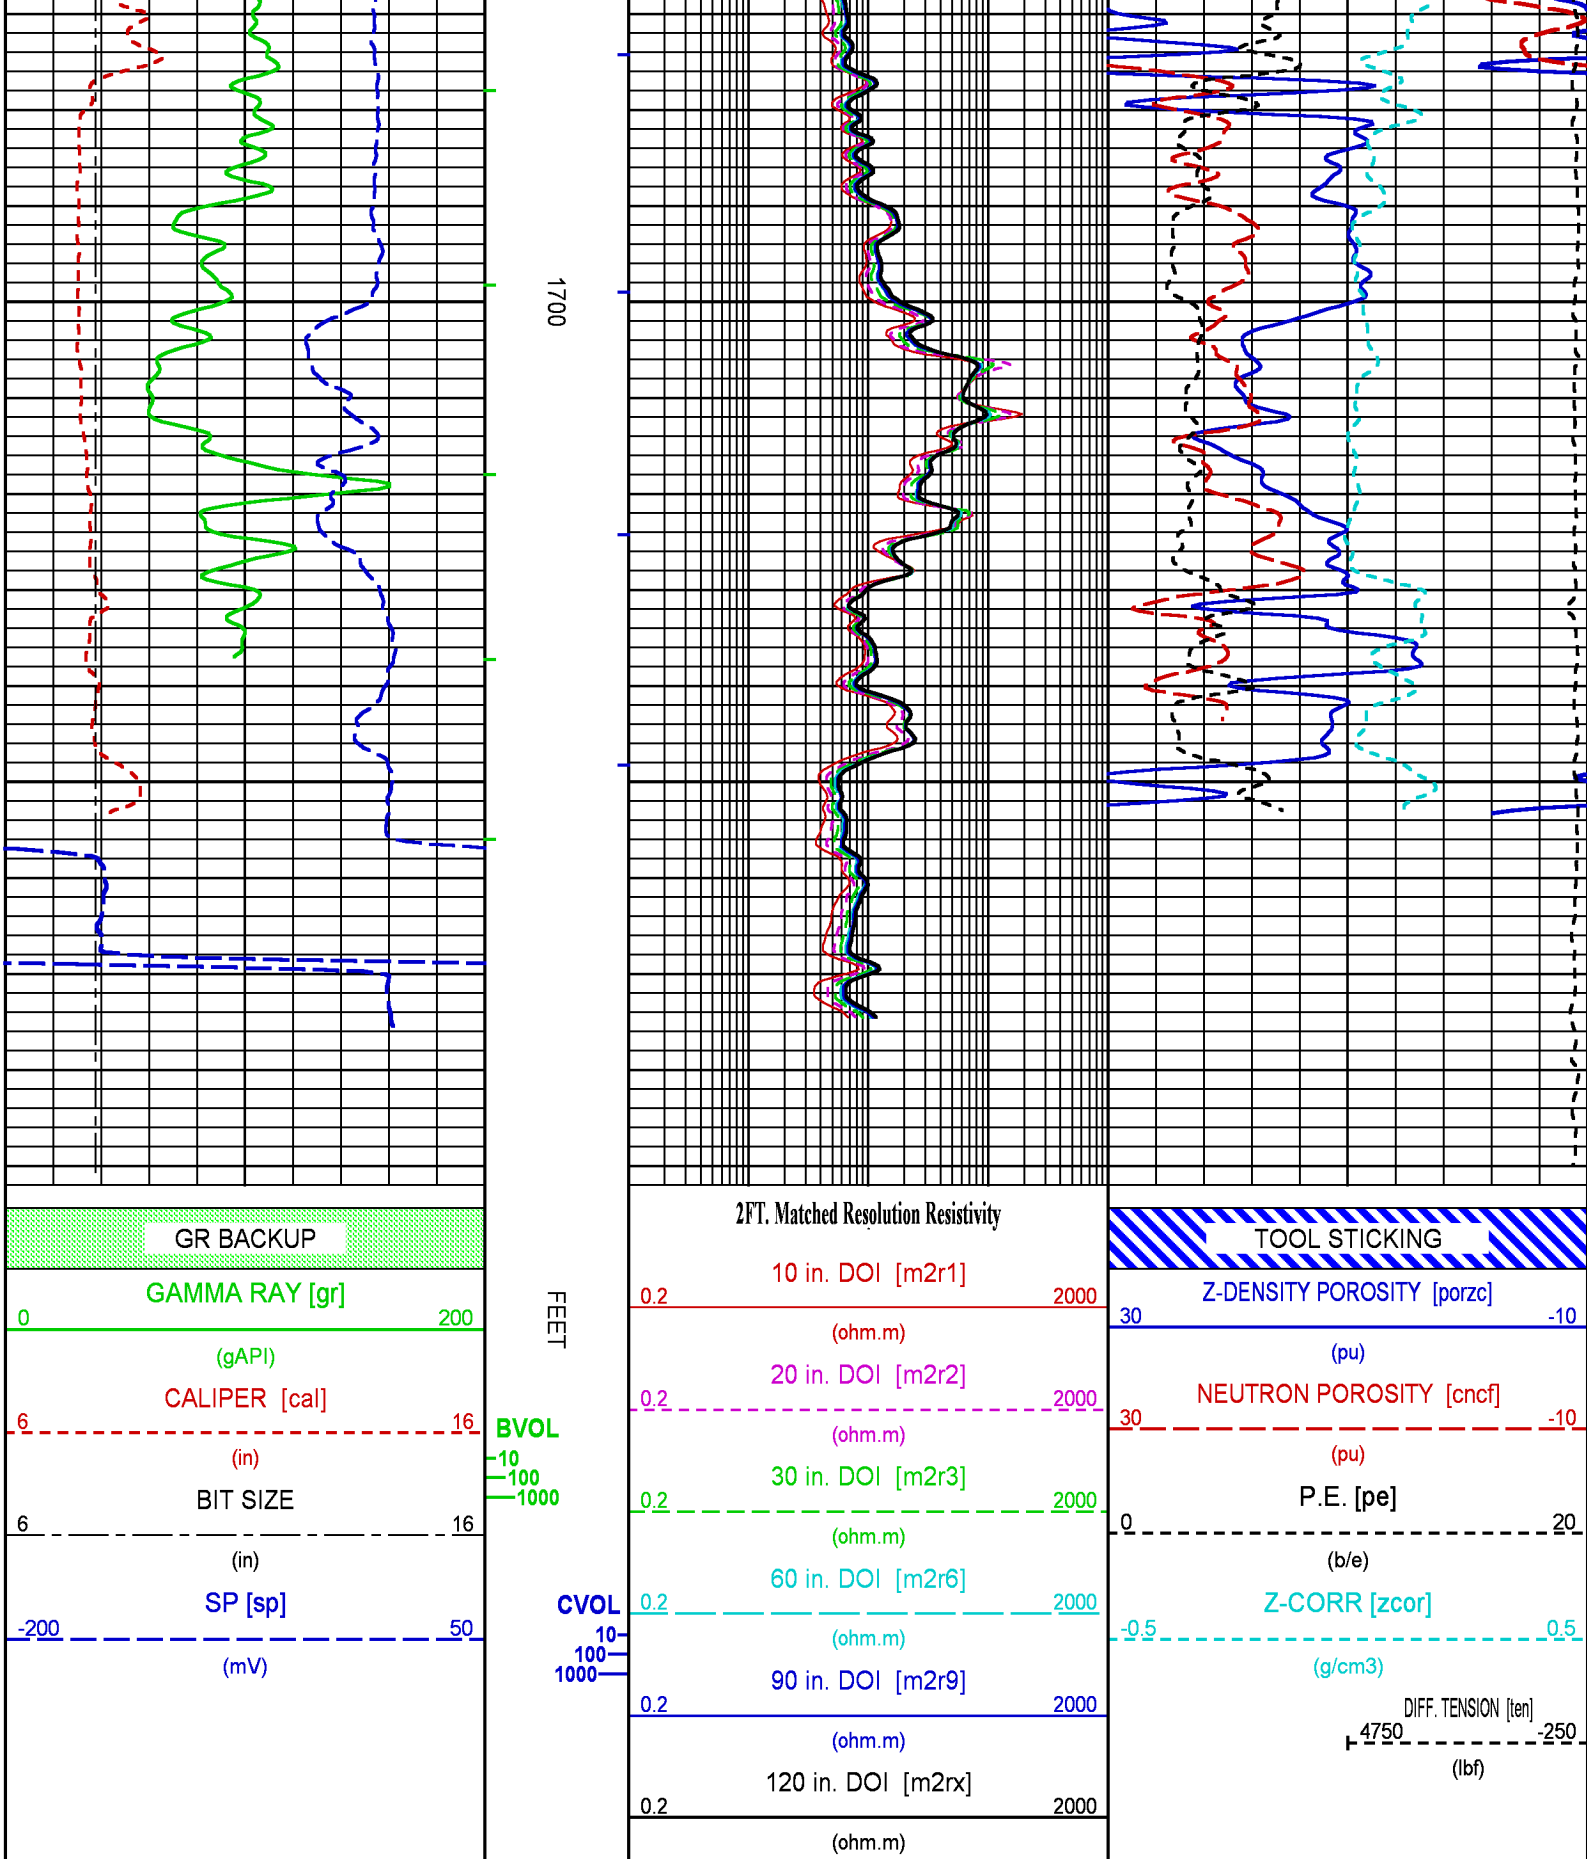 1700
GR BACKUP
GAMMA RAY [gr]
0 200
(gAPI)
CALIPER [cal]
6 16
(in)
BIT SIZE
6 16
(in)
SP [sp]
-200 50
(mV)
FEET
BVOL
10
100
1000
CVOL
10
100
1000
2FT. Matched Resolution Resistivity
10 in. DOI [m2r1]
0.2 2000
(ohm.m)
20 in. DOI [m2r2]
0.2 2000
(ohm.m)
30 in. DOI [m2r3]
0.2 2000
(ohm.m)
60 in. DOI [m2r6]
0.2 2000
(ohm.m)
90 in. DOI [m2r9]
0.2 2000
(ohm.m)
120 in. DOI [m2rx]
0.2 2000
(ohm.m)
TOOL STICKING
Z-DENSITY POROSITY [porzc]
30 -10
(pu)
NEUTRON POROSITY [cncf]
30 -10
(pu)
P.E. [pe]
0 20
(b/e)
Z-CORR [zcor]
-0.5 0.5
(g/cm3)
DIFF. TENSION [ten]
4750 -250
(lbf)